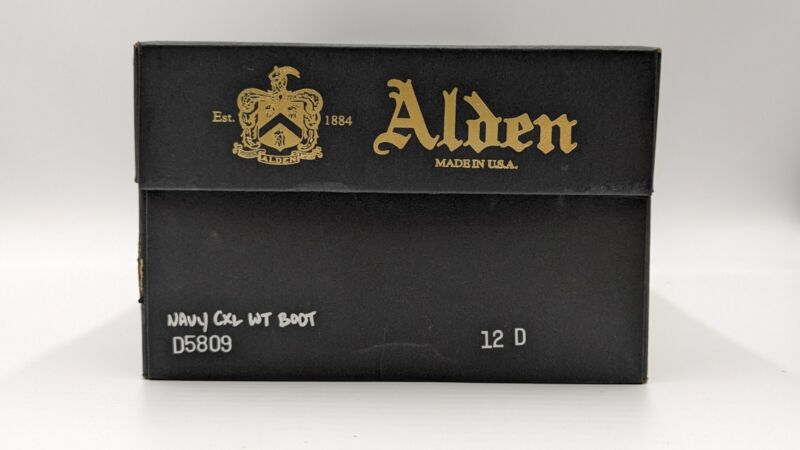 Est. 1884 Alden
ALDEN
MADE IN U.S.A.
NAVY CXL WT BOOT
D5809 12 D